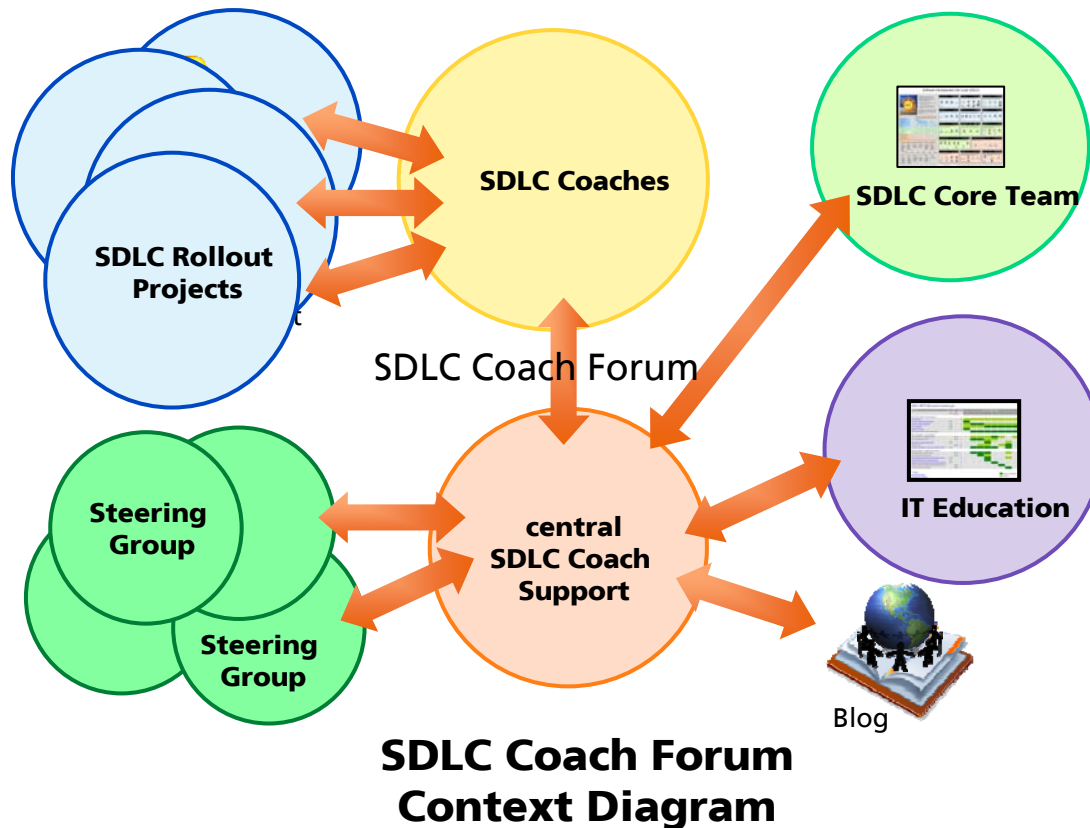 SDLC Coaches
SDLC Core Team
SDLC Rollout
Projects
t
SDLC Coach Forum
IT Education
Steering
Group
central
SDLC Coach
Support
Steering
Group
Blog
SDLC Coach Forum
Context Diagram